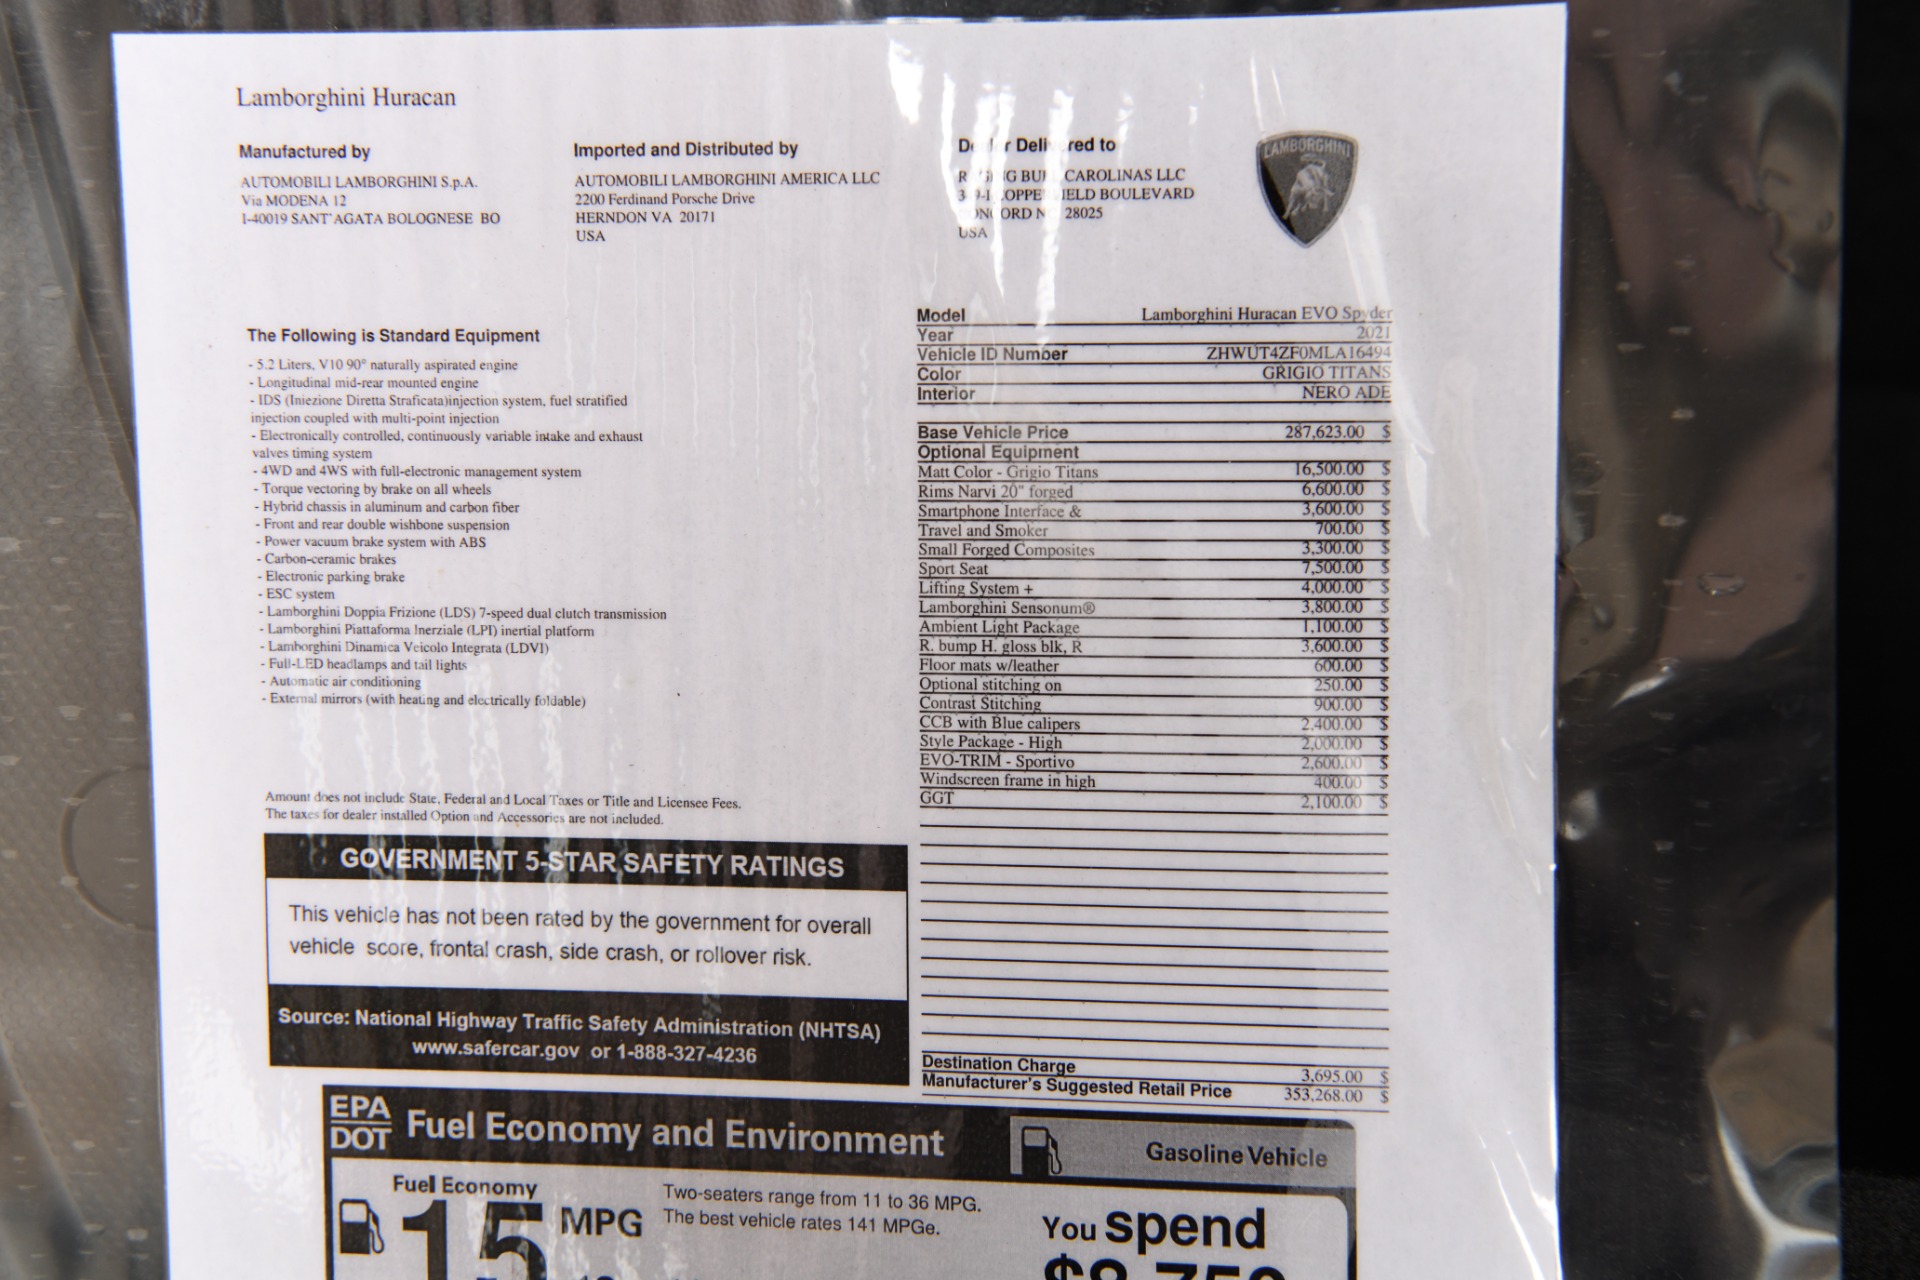 Lamborghini Huracan
Manufactured by
AUTOMOBILI LAMBORGHINI S.p.A.
Via MODENA 12
I-40019 SANT'AGATA BOLOGNESE BO
Imported and Distributed by
AUTOMOBILI LAMBORGHINI AMERICA LLC
2200 Ferdinand Porsche Drive
HERNDON VA 20171
USA
Delivered to
CAROLINAS LLC
BOULEVARD
28025
USA
LAMBORGHINI
The Following is Standard Equipment
- 5.2 Liters, V10 90° naturally aspirated engine
- Longitudinal mid-rear mounted engine
- IDS (Iniezione Diretta Straficata)injection system, fuel stratified
injection coupled with multi-point injection
- Electronically controlled, continuously variable intake and exhaust
valves timing system
- 4WD and 4WS with full-electronic management system
- Torque vectoring by brake on all wheels
- Hybrid chassis in aluminum and carbon fiber
- Front and rear double wishbone suspension
- Power vacuum brake system with ABS
- Carbon-ceramic brakes
- Electronic parking brake
- ESC system
- Lamborghini Doppia Frizione (LDS) 7-speed dual clutch transmission
- Lamborghini Piattaforma Inerziale (LPI) inertial platform
- Lamborghini Dinamica Veicolo Integrata (LDVI)
- Full-LED headlamps and tail lights
- Automatic air conditioning
- External mirrors (with heating and electrically foldable)
Amount does not include State, Federal and Local Taxes or Title and Licensee Fees.
The taxes for dealer installed Option and Accessories are not included.
Model Lamborghini Huracan EVO Spyder
Year 2021
Vehicle ID Number ZHWUT4ZF0MLA16494
Color GRIGIO TITANS
Interior NERO ADE
Base Vehicle Price 287,623.00 $
Optional Equipment
Matt Color - Grigio Titans 16,500.00 $
Rims Narvi 20" forged 6,600.00 $
Smartphone Interface & 3,600.00 $
Travel and Smoker 700.00 $
Small Forged Composites 3,300.00 $
Sport Seat 7,500.00 $
Lifting System + 4,000.00 $
Lamborghini Sensonum® 3,800.00 $
Ambient Light Package 1,100.00 $
R. bump H. gloss blk, R 3,600.00 $
Floor mats w/leather 600.00 $
Optional stitching on 250.00 $
Contrast Stitching 900.00 $
CCB with Blue calipers 2,400.00 $
Style Package - High 2,000.00 $
EVO-TRIM - Sportivo 2,600.00 $
Windscreen frame in high 400.00 $
GGT 2,100.00 $
Destination Charge 3,695.00 $
Manufacturer's Suggested Retail Price 353,268.00 $
GOVERNMENT 5-STAR SAFETY RATINGS
This vehicle has not been rated by the government for overall
vehicle score, frontal crash, side crash, or rollover risk.
Source: National Highway Traffic Safety Administration (NHTSA)
www.safercar.gov or 1-888-327-4236
EPA
DOT
Fuel Economy and Environment
Gasoline Vehicle
Fuel Economy
15 MPG
Two-seaters range from 11 to 36 MPG.
The best vehicle rates 141 MPGe.
You spend